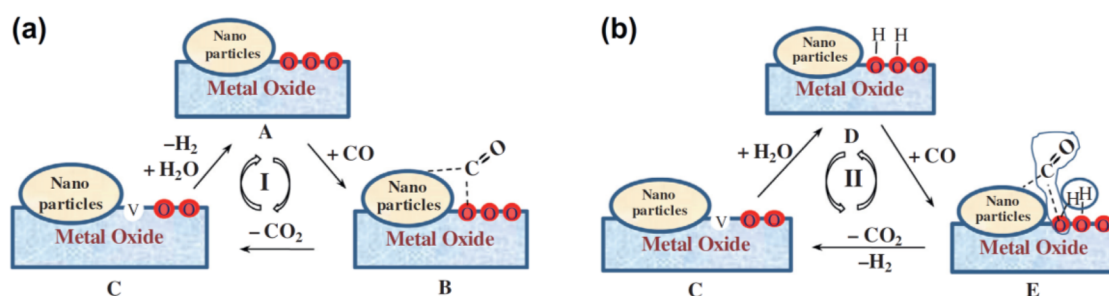 (a)
Nano
particles
O O O
Metal Oxide
A
–H2
+ H2O
I
+ CO
C O
Nano
particles
V O O
Metal Oxide
C
– CO2
Nano
particles
O O O
Metal Oxide
B
(b)
H H
Nano
particles
O O O
Metal Oxide
D
+ H2O
II
+ CO
C O
Nano
particles
V O O
Metal Oxide
C
– CO2
–H2
H H
Nano
particles
O O O
Metal Oxide
E